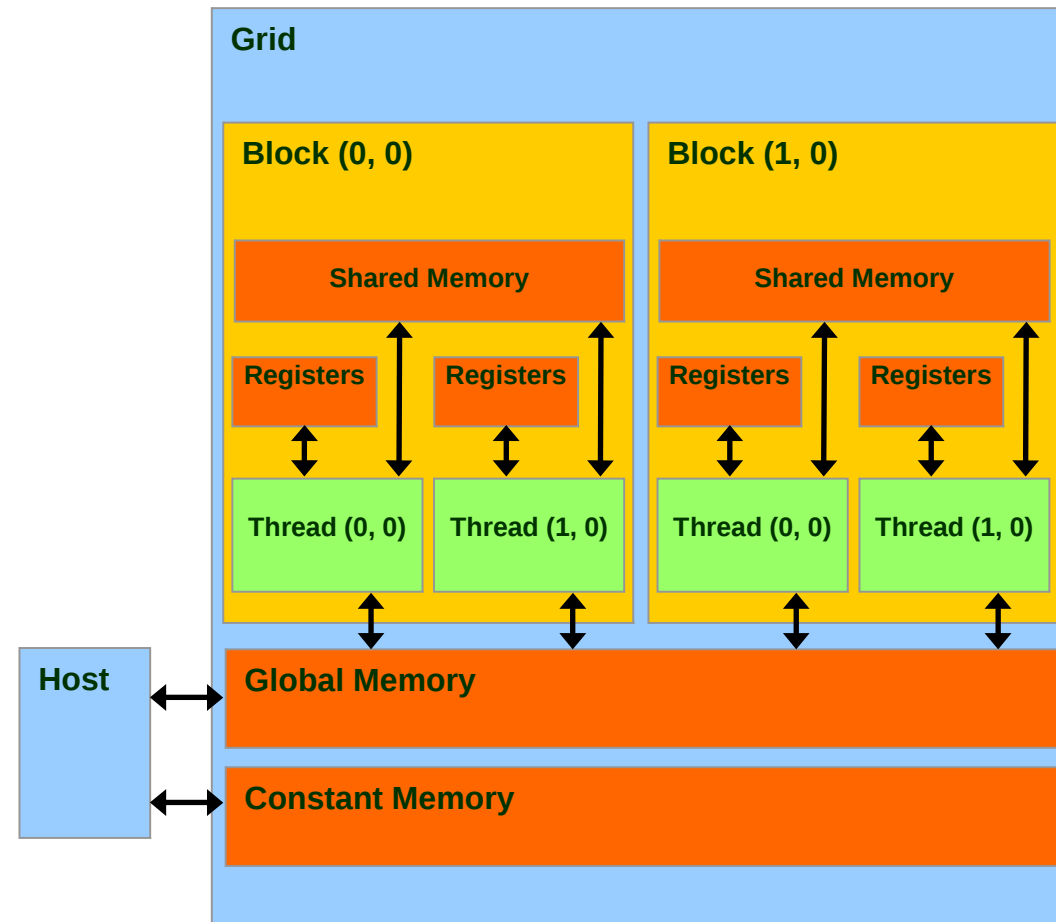 Grid
Block (0, 0)
Block (1, 0)
Shared Memory
Shared Memory
Registers
Registers
Registers
Registers
Thread (0, 0)
Thread (1, 0)
Thread (0, 0)
Thread (1, 0)
Host
Global Memory
Constant Memory